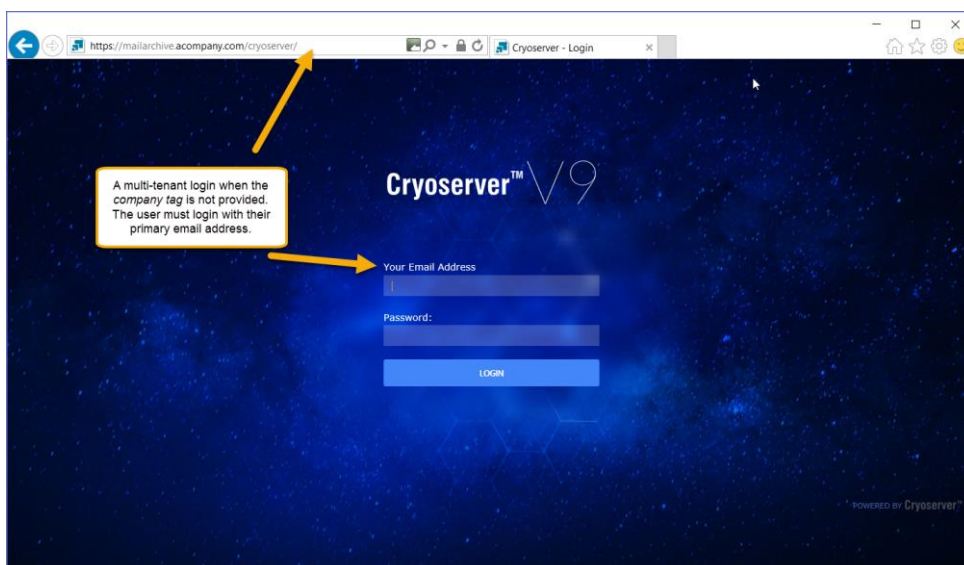 https://mailarchive.acompany.com/cryoserver/
Cryoserver - Login
A multi-tenant login when the
company tag is not provided.
The user must login with their
primary email address.
Cryoserver™ V9
Your Email Address
Password:
LOGIN
POWERED BY Cryoserver™